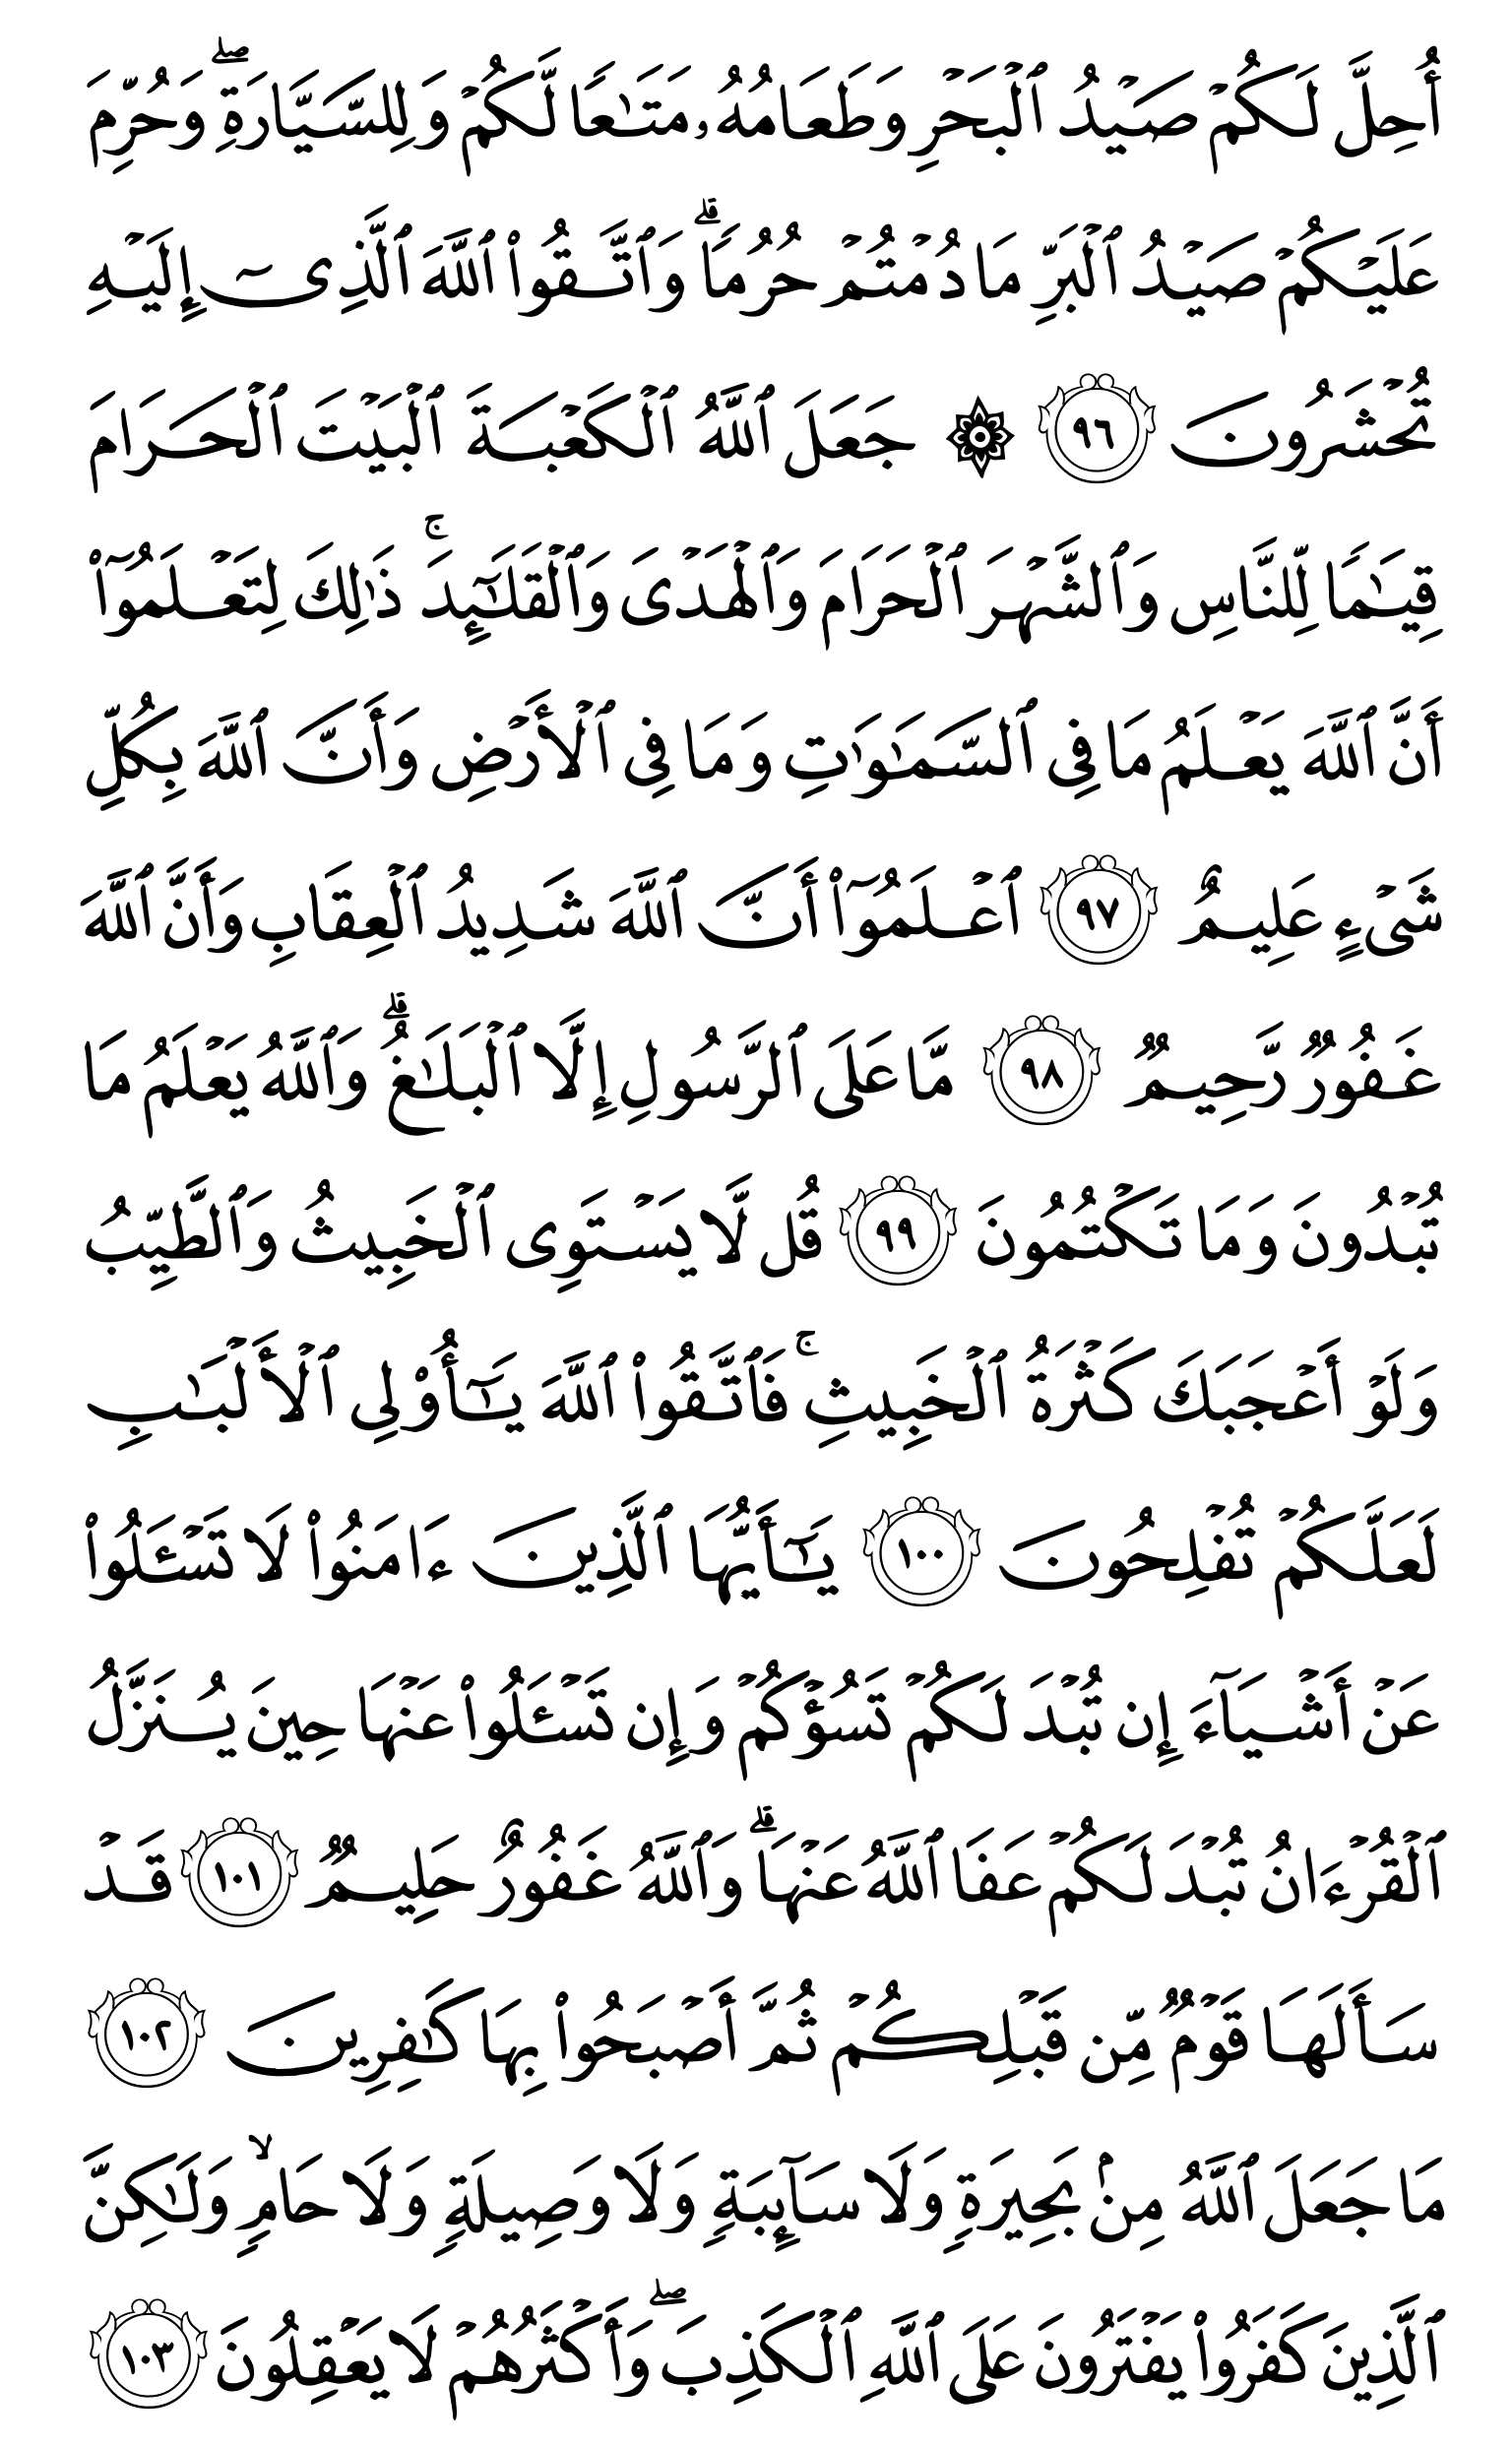 أُحِلَّ لَكُمْ صَيْدُ ٱلْبَحْرِ وَطَعَامُهُۥ مَتَـٰعًا لَّكُمْ وَلِلسَّيَّارَةِ ۖ وَحُرِّمَ
عَلَيْكُمْ صَيْدُ ٱلْبَرِّ مَا دُمْتُمْ حُرُمًا ۗ وَٱتَّقُوا۟ ٱللَّهَ ٱلَّذِىٓ إِلَيْهِ
تُحْشَرُونَ ٩٦ ۞ جَعَلَ ٱللَّهُ ٱلْكَعْبَةَ ٱلْبَيْتَ ٱلْحَرَامَ
قِيَـٰمًا لِّلنَّاسِ وَٱلشَّهْرَ ٱلْحَرَامَ وَٱلْهَدْىَ وَٱلْقَلَـٰٓئِدَ ۚ ذَٰلِكَ لِتَعْلَمُوٓا۟
أَنَّ ٱللَّهَ يَعْلَمُ مَا فِى ٱلسَّمَـٰوَٰتِ وَمَا فِى ٱلْأَرْضِ وَأَنَّ ٱللَّهَ بِكُلِّ
شَىْءٍ عَلِيمٌ ٩٧ ٱعْلَمُوٓا۟ أَنَّ ٱللَّهَ شَدِيدُ ٱلْعِقَابِ وَأَنَّ ٱللَّهَ
غَفُورٌ رَّحِيمٌ ٩٨ مَّا عَلَى ٱلرَّسُولِ إِلَّا ٱلْبَلَـٰغُ ۗ وَٱللَّهُ يَعْلَمُ مَا
تُبْدُونَ وَمَا تَكْتُمُونَ ٩٩ قُل لَّا يَسْتَوِى ٱلْخَبِيثُ وَٱلطَّيِّبُ
وَلَوْ أَعْجَبَكَ كَثْرَةُ ٱلْخَبِيثِ ۚ فَٱتَّقُوا۟ ٱللَّهَ يَـٰٓأُو۟لِى ٱلْأَلْبَـٰبِ
لَعَلَّكُمْ تُفْلِحُونَ ١٠٠ يَـٰٓأَيُّهَا ٱلَّذِينَ ءَامَنُوا۟ لَا تَسْـَٔلُوا۟
عَنْ أَشْيَآءَ إِن تُبْدَ لَكُمْ تَسُؤْكُمْ وَإِن تَسْـَٔلُوا۟ عَنْهَا حِينَ يُنَزَّلُ
ٱلْقُرْءَانُ تُبْدَ لَكُمْ عَفَا ٱللَّهُ عَنْهَا ۗ وَٱللَّهُ غَفُورٌ حَلِيمٌ ١٠١ قَدْ
سَأَلَهَا قَوْمٌ مِّن قَبْلِكُمْ ثُمَّ أَصْبَحُوا۟ بِهَا كَـٰفِرِينَ ١٠٢
مَا جَعَلَ ٱللَّهُ مِنۢ بَحِيرَةٍ وَلَا سَآئِبَةٍ وَلَا وَصِيلَةٍ وَلَا حَامٍ ۙ وَلَـٰكِنَّ
ٱلَّذِينَ كَفَرُوا۟ يَفْتَرُونَ عَلَى ٱللَّهِ ٱلْكَذِبَ ۖ وَأَكْثَرُهُمْ لَا يَعْقِلُونَ ١٠٣